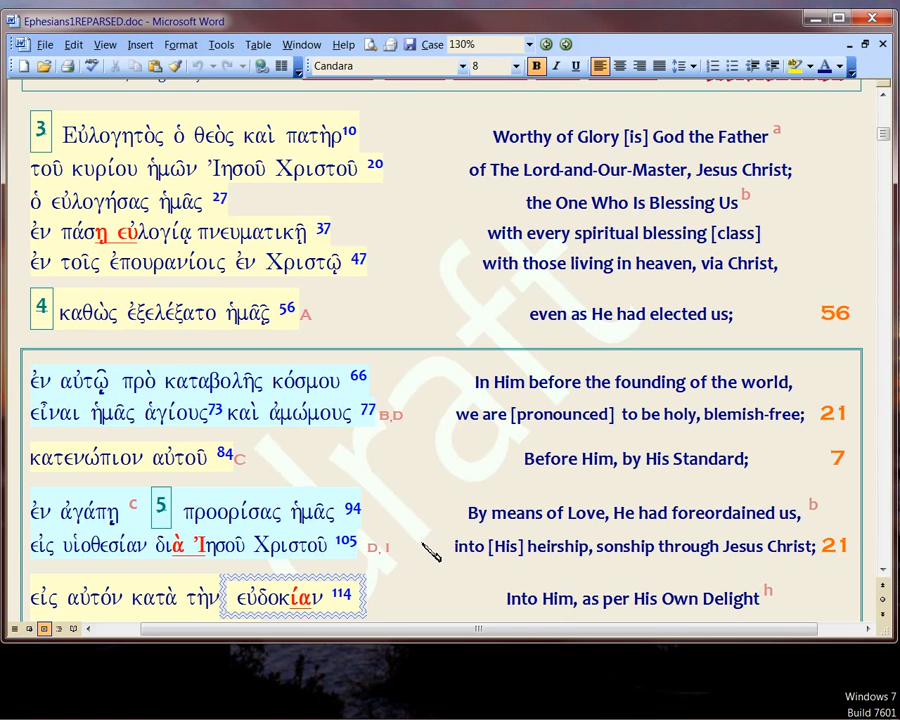 Ephesians1REPARSED.doc - Microsoft Word
File Edit View Insert Format Tools Table Window Help Case 130%
Candara 8 B I U
3 Εὐλογητὸς ὁ θεὸς καὶ πατὴρ10 Worthy of Glory [is] God the Father a
τοῦ κυρίου ἡμῶν Ἰησοῦ Χριστοῦ 20 of The Lord-and-Our-Master, Jesus Christ;
ὁ εὐλογήσας ἡμᾶς 27 the One Who Is Blessing Us b
ἐν πάσῃ εὐλογίᾳ πνευματικῇ 37 with every spiritual blessing [class]
ἐν τοῖς ἐπουρανίοις ἐν Χριστῷ 47 with those living in heaven, via Christ,
4 καθὼς ἐξελέξατο ἡμᾶς 56 A even as He had elected us; 56
ἐν αὐτῷ πρὸ καταβολῆς κόσμου 66 In Him before the founding of the world,
εἶναι ἡμᾶς ἁγίους73 καὶ ἀμώμους 77 B,D we are [pronounced] to be holy, blemish-free; 21
κατενώπιον αὐτοῦ 84 C Before Him, by His Standard; 7
ἐν ἀγάπῃ c 5 προορίσας ἡμᾶς 94 By means of Love, He had foreordained us, b
εἰς υἱοθεσίαν διὰ Ἰησοῦ Χριστοῦ 105 D, I into [His] heirship, sonship through Jesus Christ; 21
εἰς αὐτόν κατὰ τὴν εὐδοκίαν 114 Into Him, as per His Own Delight h
draft
Windows 7
Build 7601